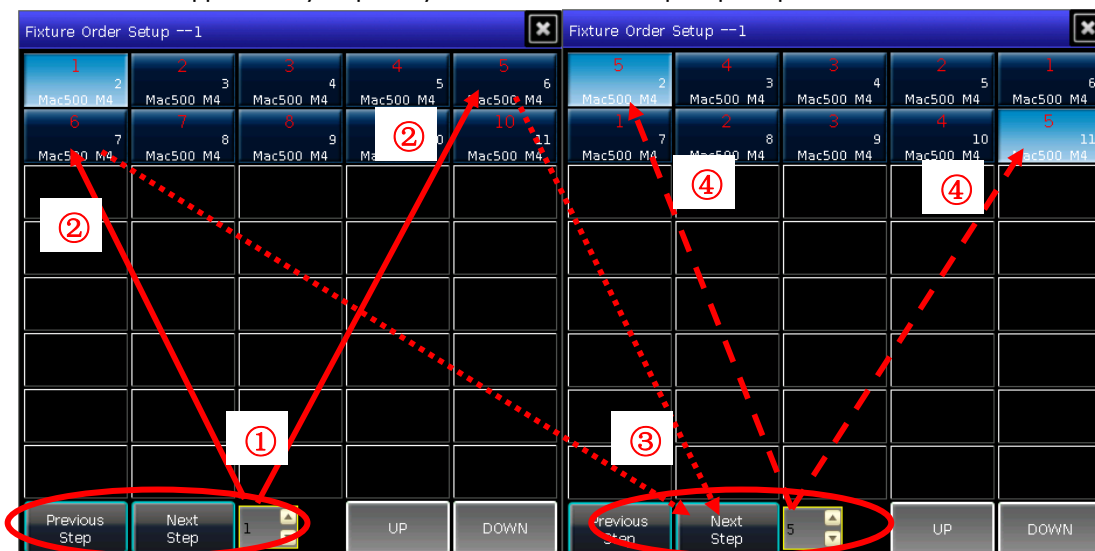 Fixture Order Setup --1
1 2 3 4 5
2 3 4 5 6
Mac500 M4 Mac500 M4 Mac500 M4 Mac500 M4 Mac500 M4
6 7 8 10
7 8 9 11
Mac500 M4 Mac500 M4 Mac500 M4 Mac500 M4
②
②
①
Previous Step
Next Step
1
UP
DOWN
Fixture Order Setup --1
5 4 3 2 1
2 3 4 5 6
Mac500 M4 Mac500 M4 Mac500 M4 Mac500 M4 Mac500 M4
1 2 3 4 5
7 8 9 10 11
Mac500 M4 Mac500 M4 Mac500 M4 Mac500 M4 Mac500 M4
④
④
③
Previous Step
Next Step
5
UP
DOWN